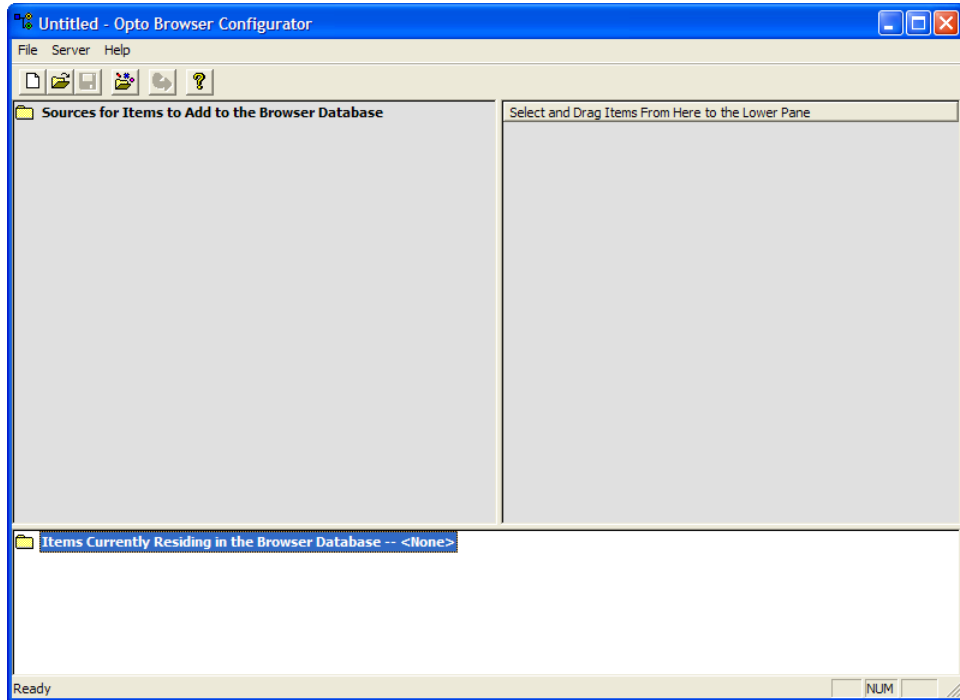 Untitled - Opto Browser Configurator
File Server Help
Sources for Items to Add to the Browser Database
Select and Drag Items From Here to the Lower Pane
Items Currently Residing in the Browser Database -- <None>
Ready
NUM